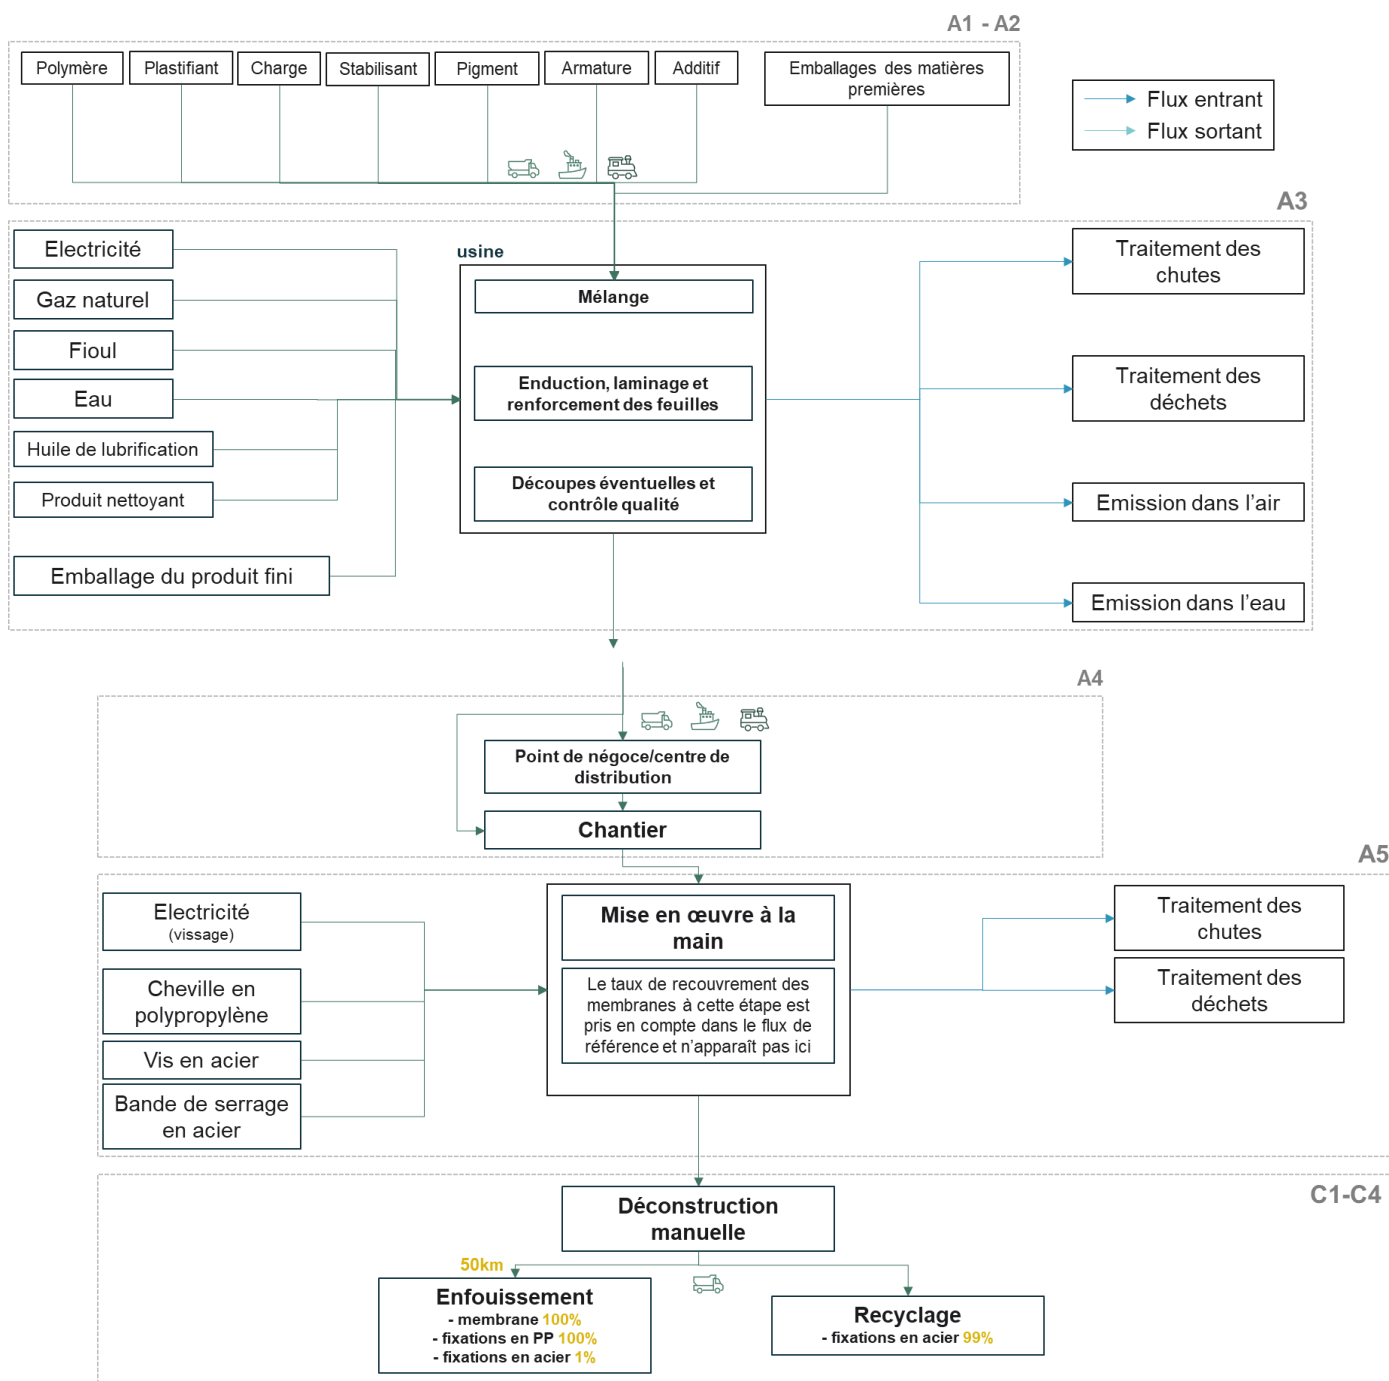 A1 - A2
Polymère
Plastifiant
Charge
Stabilisant
Pigment
Armature
Additif
Emballages des matières
premières
Flux entrant
Flux sortant
A3
Electricité
Gaz naturel
Fioul
Eau
Huile de lubrification
Produit nettoyant
Emballage du produit fini
usine
Mélange
Enduction, laminage et
renforcement des feuilles
Découpes éventuelles et
contrôle qualité
Traitement des
chutes
Traitement des
déchets
Emission dans l'air
Emission dans l'eau
A4
Point de négoce/centre de
distribution
Chantier
A5
Electricité
(vissage)
Cheville en
polypropylène
Vis en acier
Bande de serrage
en acier
Mise en œuvre à la
main
Le taux de recouvrement des
membranes à cette étape est
pris en compte dans le flux de
référence et n'apparaît pas ici
Traitement des
chutes
Traitement des
déchets
C1-C4
Déconstruction
manuelle
50km
Enfouissement
- membrane 100%
- fixations en PP 100%
- fixations en acier 1%
Recyclage
- fixations en acier 99%